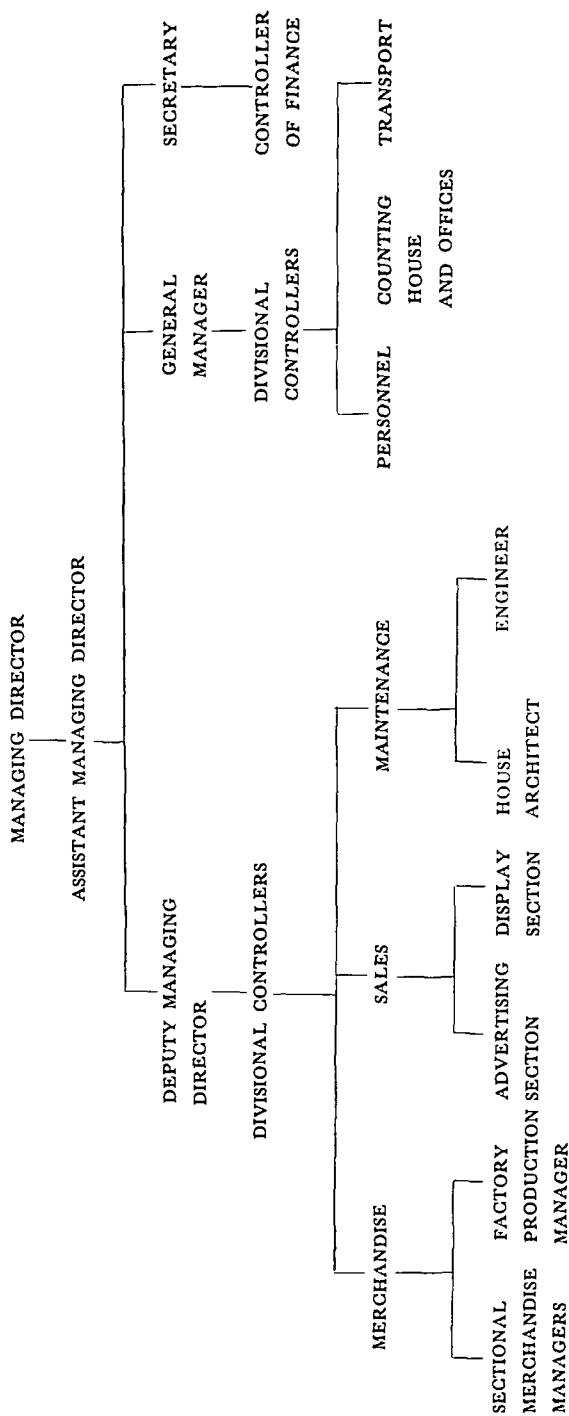 MANAGING DIRECTOR
ASSISTANT MANAGING DIRECTOR
DEPUTY MANAGING
DIRECTOR
GENERAL
MANAGER
SECRETARY
DIVISIONAL CONTROLLERS
DIVISIONAL
CONTROLLERS
CONTROLLER
OF FINANCE
MERCHANDISE
SALES
MAINTENANCE
PERSONNEL
COUNTING
HOUSE
AND OFFICES
TRANSPORT
SECTIONAL
MERCHANDISE
MANAGERS
FACTORY
PRODUCTION
MANAGER
ADVERTISING
SECTION
DISPLAY
SECTION
HOUSE
ARCHITECT
ENGINEER